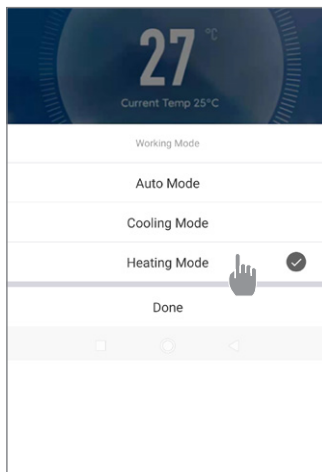 27 °C
Current Temp 25°C
Working Mode
Auto Mode
Cooling Mode
Heating Mode
Done